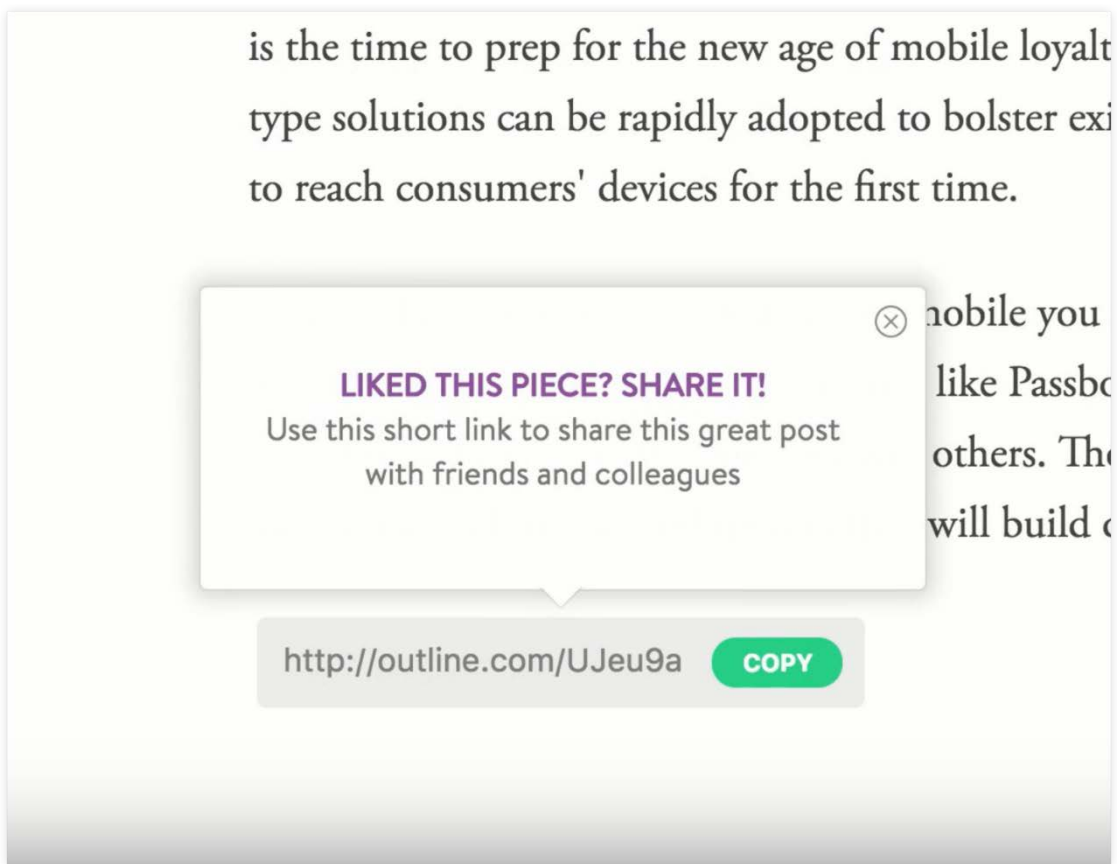 is the time to prep for the new age of mobile loyalt
type solutions can be rapidly adopted to bolster exi
to reach consumers' devices for the first time.
nobile you
LIKED THIS PIECE? SHARE IT!
like Passbo
Use this short link to share this great post
others. The
with friends and colleagues
will build
http://outline.com/UJeu9a COPY